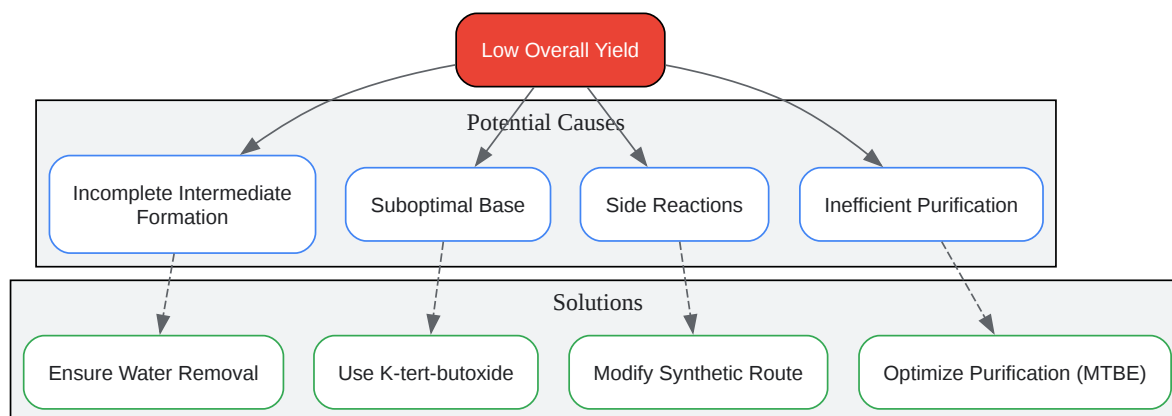 Low Overall Yield
Potential Causes
Incomplete Intermediate
Formation
Suboptimal Base
Side Reactions
Inefficient Purification
Solutions
Ensure Water Removal
Use K-tert-butoxide
Modify Synthetic Route
Optimize Purification (MTBE)